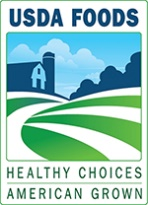 USDA FOODS
HEALTHY CHOICES
AMERICAN GROWN